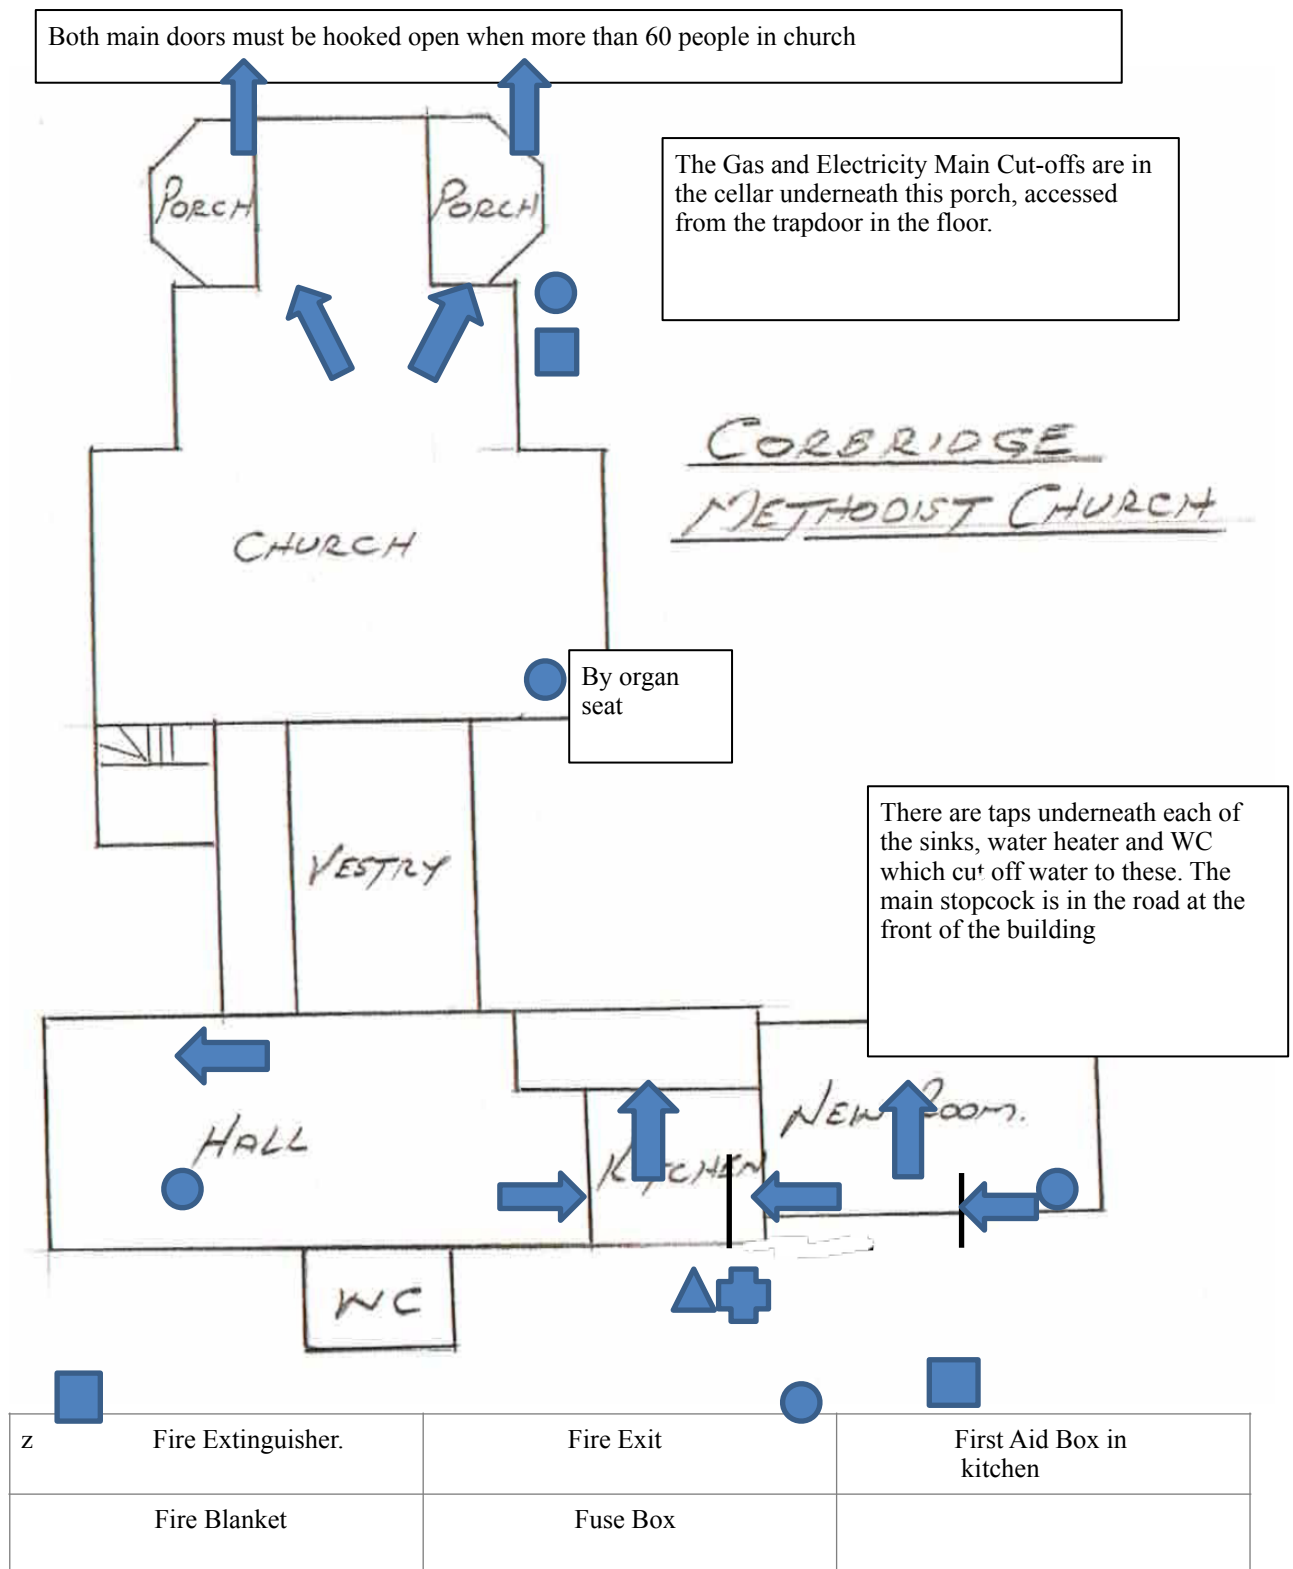 Both main doors must be hooked open when more than 60 people in church
PORCH
PORCH
The Gas and Electricity Main Cut-offs are in
the cellar underneath this porch, accessed
from the trapdoor in the floor.
CORBRIDGE
METHODIST CHURCH
CHURCH
By organ
seat
VESTRY
There are taps underneath each of
the sinks, water heater and WC
which cut off water to these. The
main stopcock is in the road at the
front of the building
HALL
KITCHEN
NEW ROOM.
WC
z Fire Extinguisher.
Fire Exit
First Aid Box in
kitchen
Fire Blanket
Fuse Box